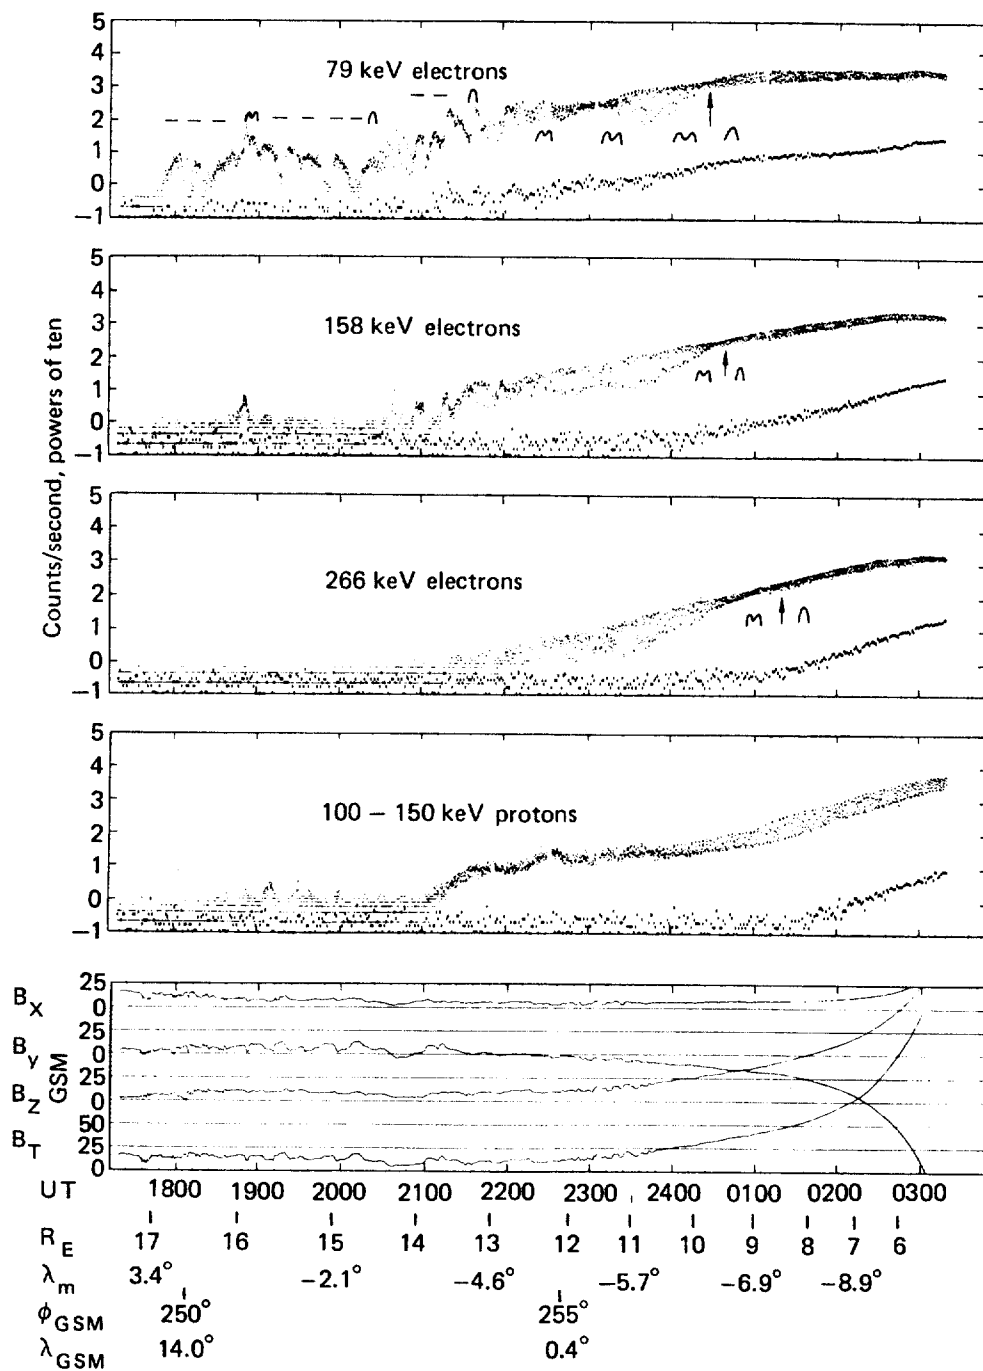 5
4
3
2
1
0
−1
79 keV electrons
5
4
3
2
1
0
−1
158 keV electrons
5
4
3
2
1
0
−1
266 keV electrons
5
4
3
2
1
0
−1
100 – 150 keV protons
Counts/second, powers of ten
B_X 25 0
B_y 25 0
B_Z 25 0
GSM
B_T 50 25 0
UT 1800 1900 2000 2100 2200 2300 2400 0100 0200 0300
R_E 17 16 15 14 13 12 11 10 9 8 7 6
λ_m 3.4° −2.1° −4.6° −5.7° −6.9° −8.9°
φ_GSM 250° 255°
λ_GSM 14.0° 0.4°